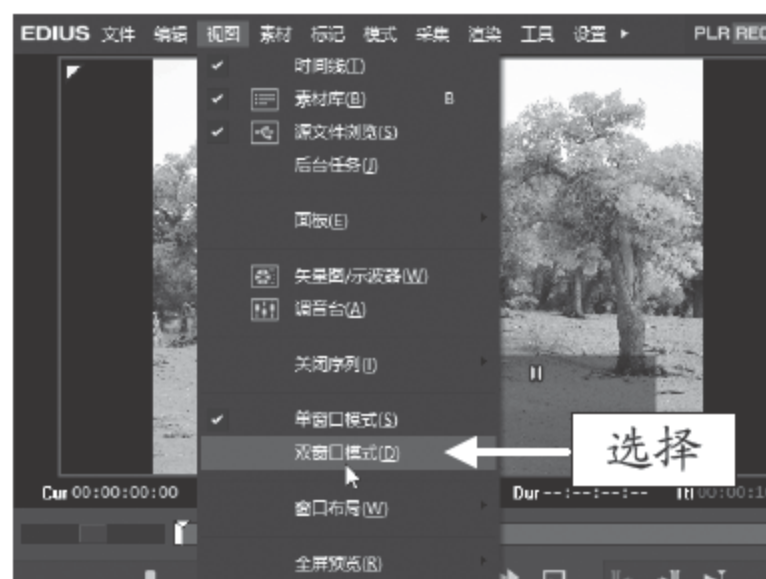 EDIUS 文件 编辑 视图 素材 标记 模式 采集 渲染 工具 设置 PLR REC
时间线(T)
素材库(B) B
源文件浏览(S)
后台任务(J)
面板(E)
矢量图/示波器(W)
调音台(A)
关闭序列(I)
单窗口模式(S)
双窗口模式(D)
选择
Cur 00:00:00:00 Dur --:--:--:-- Ttl 00:00:1
窗口布局(W)
全屏预览(R)